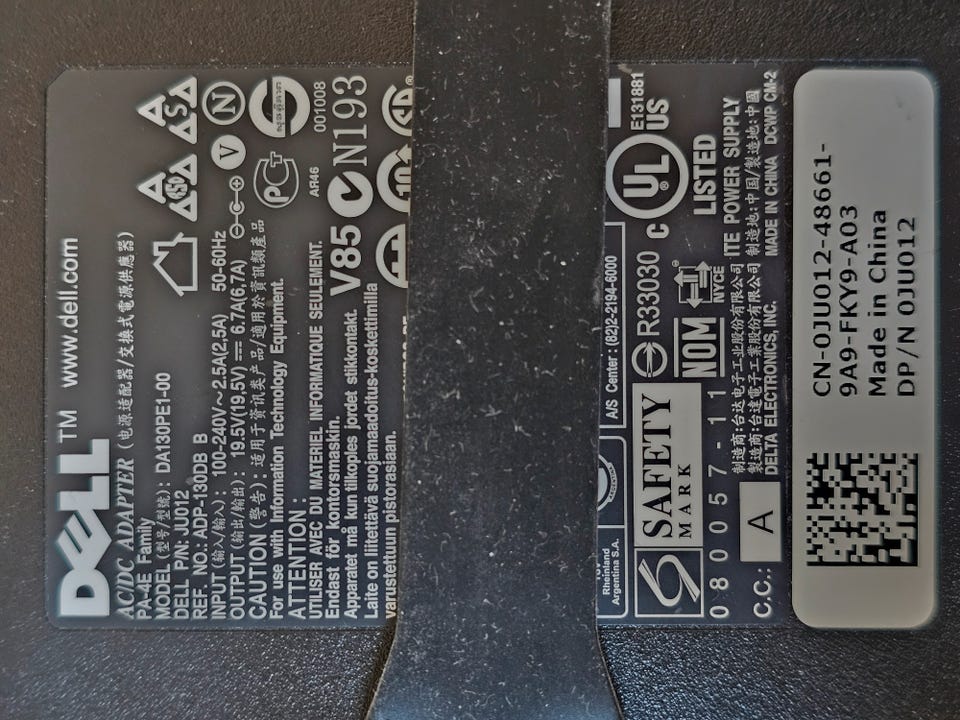 DELL™ www.dell.com
AC/DC ADAPTER (电源适配器/交換式電源供應器)
PA-4E Family
MODEL (型号/型號): DA130PE1-00
DELL P/N: JU012
REF. NO.: ADP-130DB B
INPUT (输入/輸入): 100-240V～2.5A(2,5A) 50-60Hz
OUTPUT (输出/輸出): 19.5V(19,5V)⎓6.7A(6,7A)
CAUTION (警告): 适用于资讯类产品/適用於資訊類產品
For use with Information Technology Equipment.
ATTENTION:
UTILISER AVEC DU MATERIEL INFORMATIQUE SEULEMENT.
Endast för kontorsmaskin.
Apparatet må kun tilkoples jordet stikkontakt.
Laite on liitettävä suojamaadoitus-koskettimilla
varustettuun pistorasiaan.
N
V
PCT
AR46
001008
V85
N193
10
Rheinland
Argentina S.A.
A/S Center: (82)2-2194-6000
SAFETY
MARK
080057-11
R33030
NOM
NYCE
C UL US
E131881
LISTED
ITE POWER SUPPLY
C.C.: A
制造商:台达电子工业股份有限公司 制造地:中国/製造地:中國
製造商:台達電子工業股份有限公司
DELTA ELECTRONICS, INC. MADE IN CHINA DCWP CM-2
CN-0JU012-48661-
9A9-FKY9-A03
Made in China
DP/N 0JU012